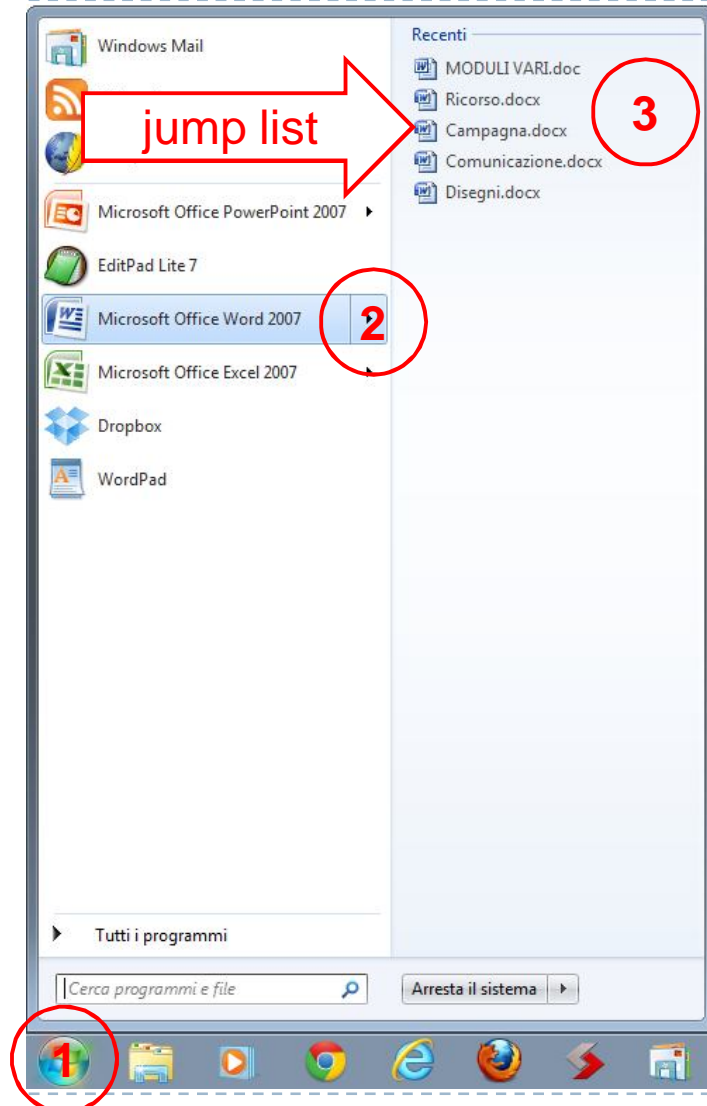 Windows Mail
jump list
Microsoft Office PowerPoint 2007
EditPad Lite 7
Microsoft Office Word 2007
2
Microsoft Office Excel 2007
Dropbox
WordPad
Tutti i programmi
Cerca programmi e file
Recenti
MODULI VARI.doc
Ricorso.docx
3
Campagna.docx
Comunicazione.docx
Disegni.docx
Arresta il sistema
1